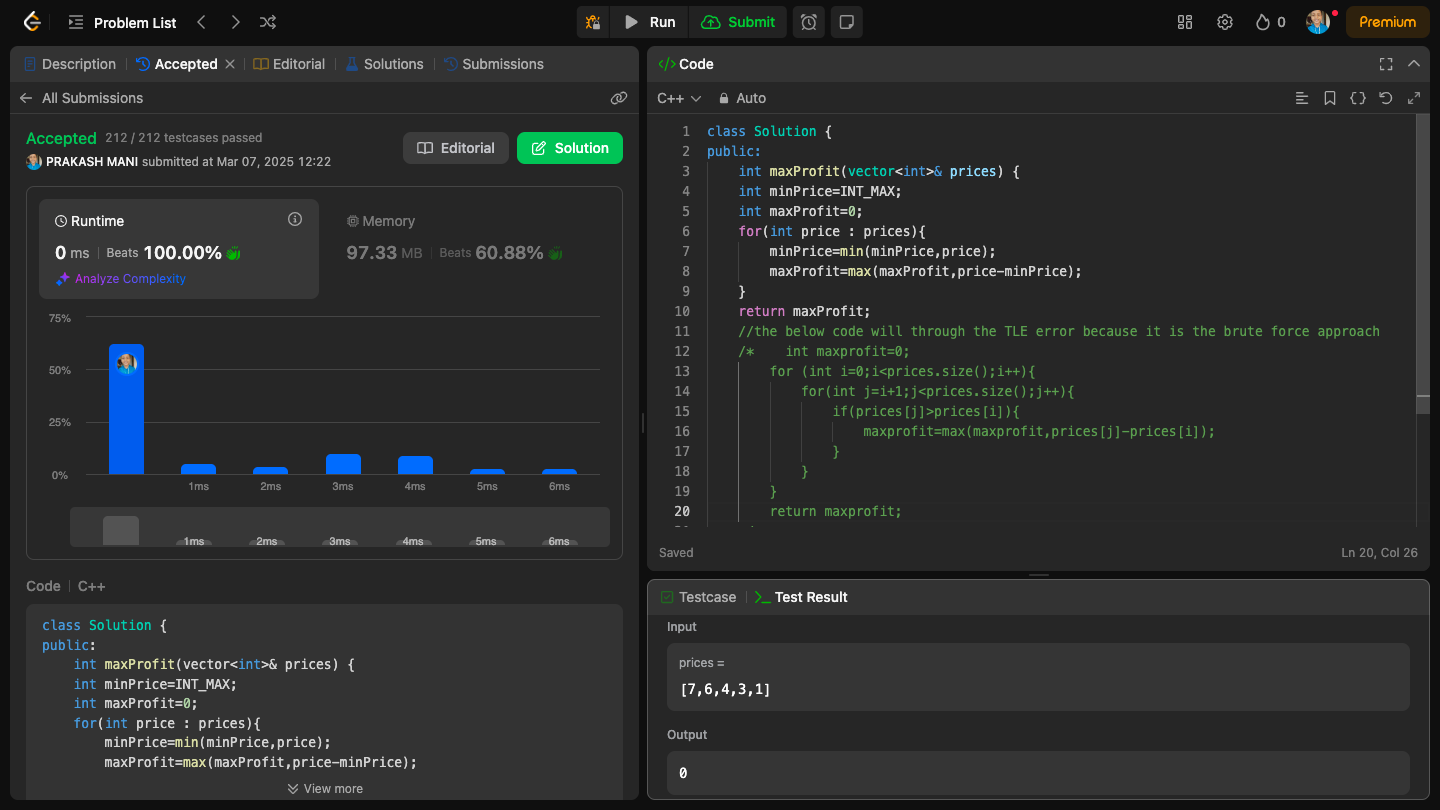 Problem List
Run
Submit
0
Premium
Description
Accepted
Editorial
Solutions
Submissions
All Submissions
Accepted 212 / 212 testcases passed
PRAKASH MANI submitted at Mar 07, 2025 12:22
Editorial
Solution
Runtime
0 ms Beats 100.00%
Analyze Complexity
Memory
97.33 MB Beats 60.88%
75%
50%
25%
0%
1ms 2ms 3ms 4ms 5ms 6ms
1ms 2ms 3ms 4ms 5ms 6ms
Code C++
class Solution {
public:
    int maxProfit(vector<int>& prices) {
    int minPrice=INT_MAX;
    int maxProfit=0;
    for(int price : prices){
        minPrice=min(minPrice,price);
        maxProfit=max(maxProfit,price-minPrice);
View more
</> Code
C++ Auto
1 class Solution {
2 public:
3     int maxProfit(vector<int>& prices) {
4     int minPrice=INT_MAX;
5     int maxProfit=0;
6     for(int price : prices){
7         minPrice=min(minPrice,price);
8         maxProfit=max(maxProfit,price-minPrice);
9     }
10     return maxProfit;
11     //the below code will through the TLE error because it is the brute force approach
12     /*    int maxprofit=0;
13         for (int i=0;i<prices.size();i++){
14             for(int j=i+1;j<prices.size();j++){
15                 if(prices[j]>prices[i]){
16                     maxprofit=max(maxprofit,prices[j]-prices[i]);
17                 }
18             }
19         }
20         return maxprofit;
Saved
Ln 20, Col 26
Testcase
Test Result
Input
prices =
[7,6,4,3,1]
Output
0